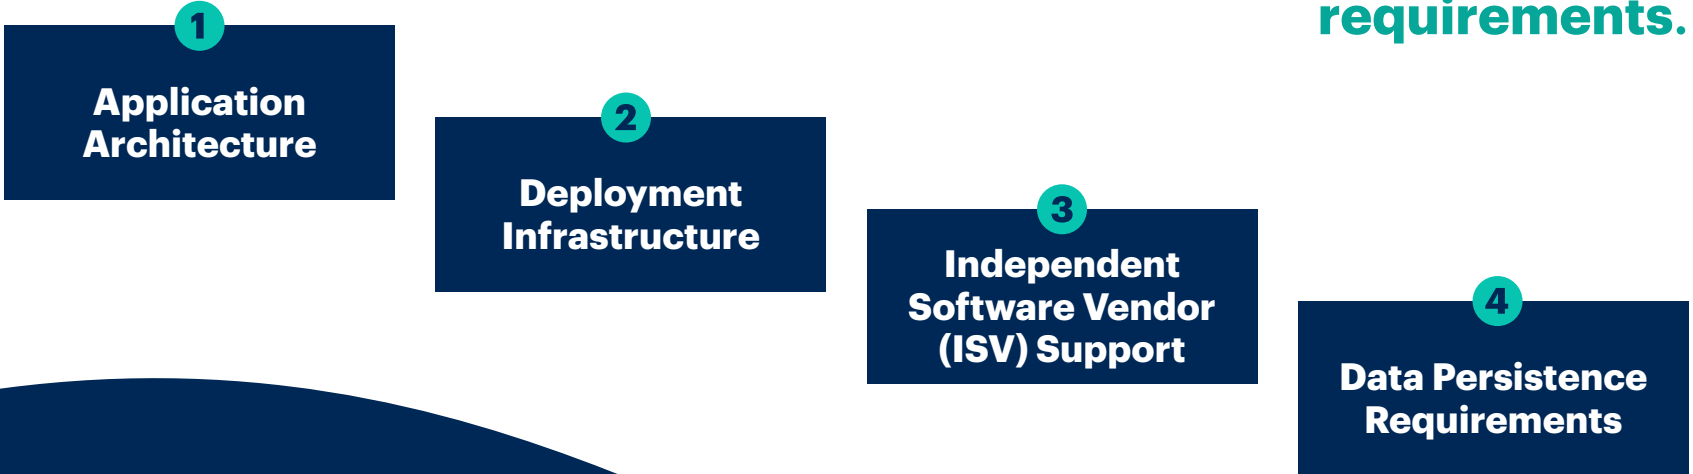 requirements.
1
Application
Architecture
2
Deployment
Infrastructure
3
Independent
Software Vendor
(ISV) Support
4
Data Persistence
Requirements